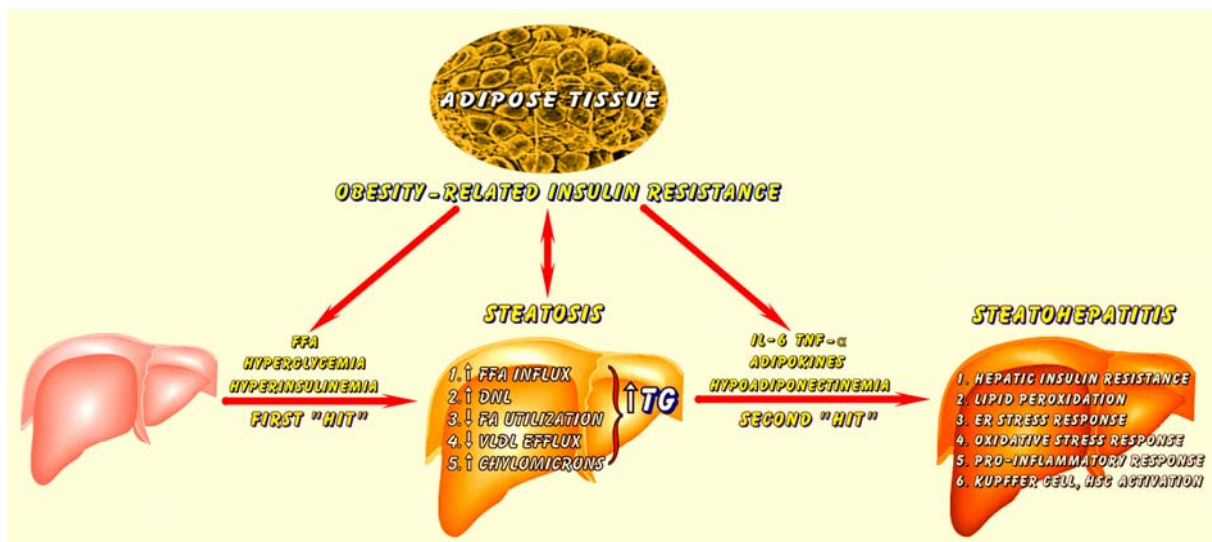 ADIPOSE TISSUE
OBESITY-RELATED INSULIN RESISTANCE
FFA
HYPERGLYCEMIA
HYPERINSULINEMIA
FIRST "HIT"
STEATOSIS
1. ↑ FFA INFLUX
2. ↑ DNL
3. ↓ FA UTILIZATION
4. ↓ VLDL EFFLUX
5. ↑ CHYLOMICRONS
↑ TG
IL-6 TNF-α
ADIPOKINES
HYPOADIPONECTINEMIA
SECOND "HIT"
STEATOHEPATITIS
1. HEPATIC INSULIN RESISTANCE
2. LIPID PEROXIDATION
3. ER STRESS RESPONSE
4. OXIDATIVE STRESS RESPONSE
5. PRO-INFLAMMATORY RESPONSE
6. KUPFFER CELL, HSC ACTIVATION